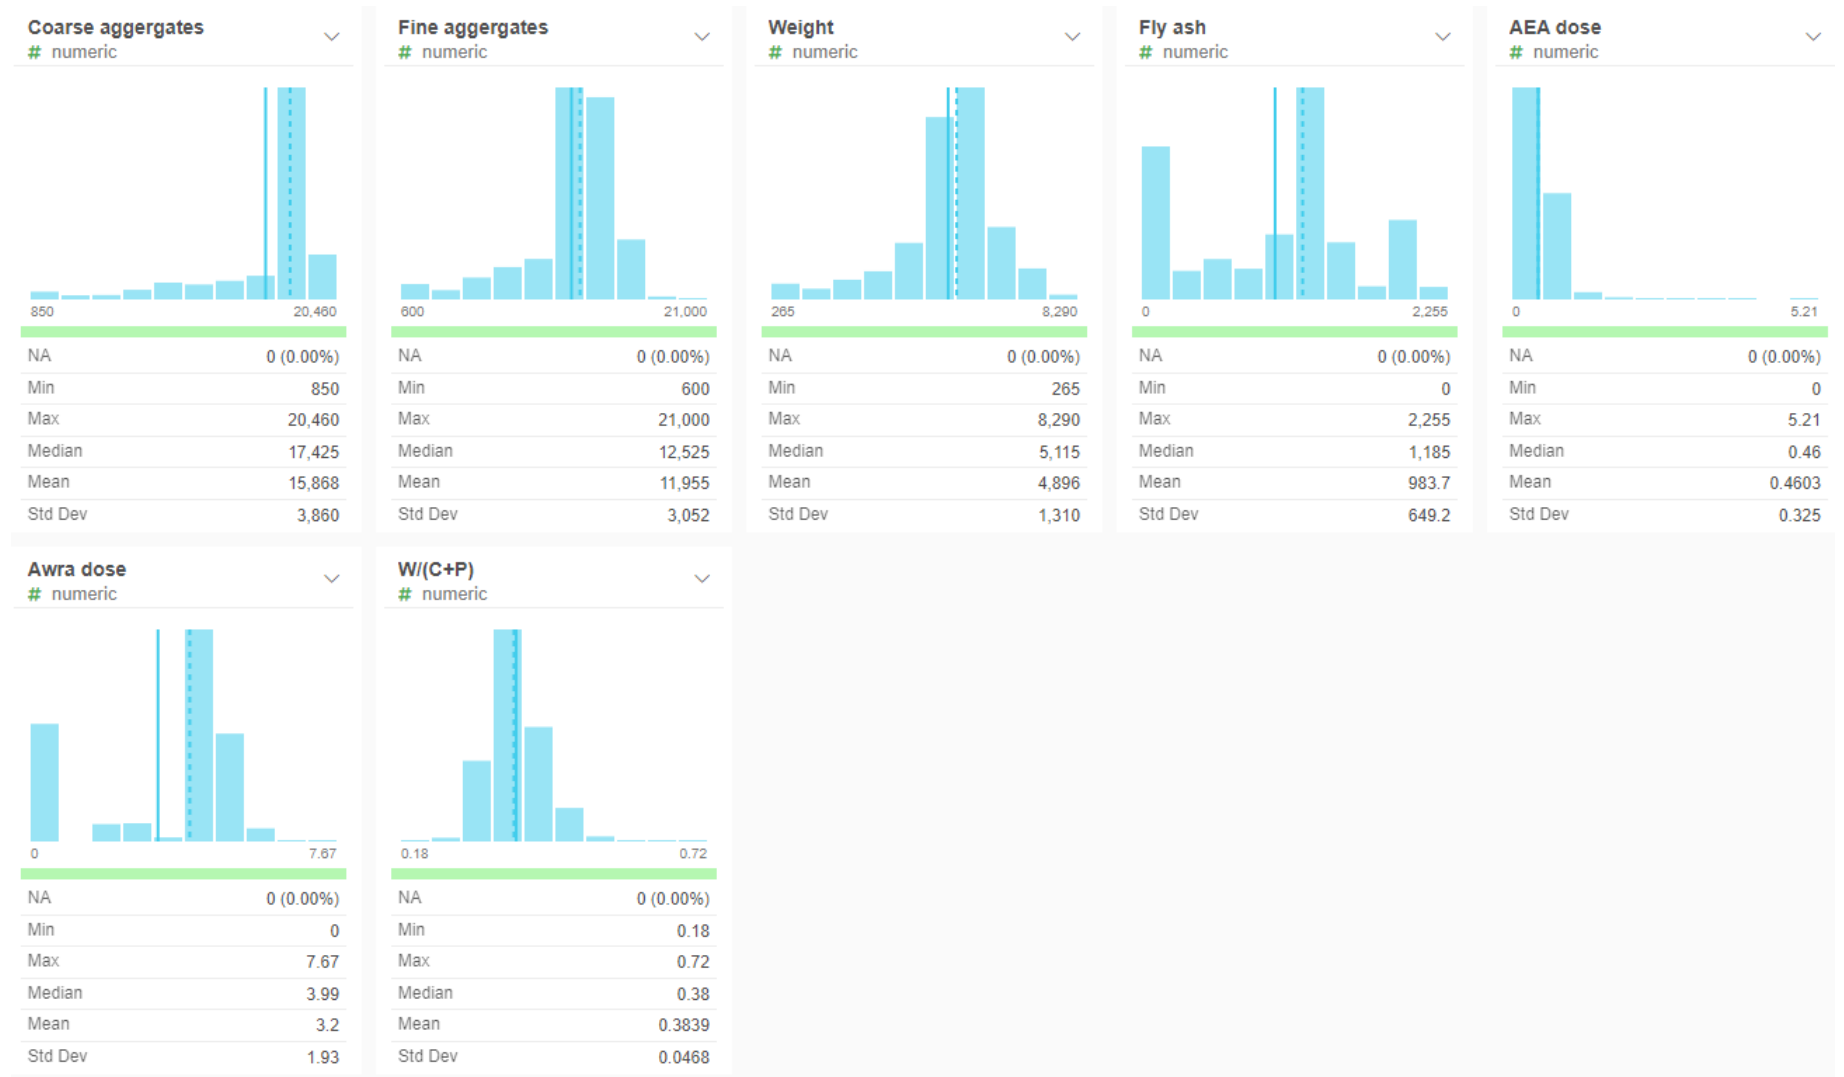 Coarse aggergates
# numeric
850 20,460
NA 0 (0.00%)
Min 850
Max 20,460
Median 17,425
Mean 15,868
Std Dev 3,860
Fine aggergates
# numeric
600 21,000
NA 0 (0.00%)
Min 600
Max 21,000
Median 12,525
Mean 11,955
Std Dev 3,052
Weight
# numeric
265 8,290
NA 0 (0.00%)
Min 265
Max 8,290
Median 5,115
Mean 4,896
Std Dev 1,310
Fly ash
# numeric
0 2,255
NA 0 (0.00%)
Min 0
Max 2,255
Median 1,185
Mean 983.7
Std Dev 649.2
AEA dose
# numeric
0 5.21
NA 0 (0.00%)
Min 0
Max 5.21
Median 0.46
Mean 0.4603
Std Dev 0.325
Awra dose
# numeric
0 7.67
NA 0 (0.00%)
Min 0
Max 7.67
Median 3.99
Mean 3.2
Std Dev 1.93
W/(C+P)
# numeric
0.18 0.72
NA 0 (0.00%)
Min 0.18
Max 0.72
Median 0.38
Mean 0.3839
Std Dev 0.0468